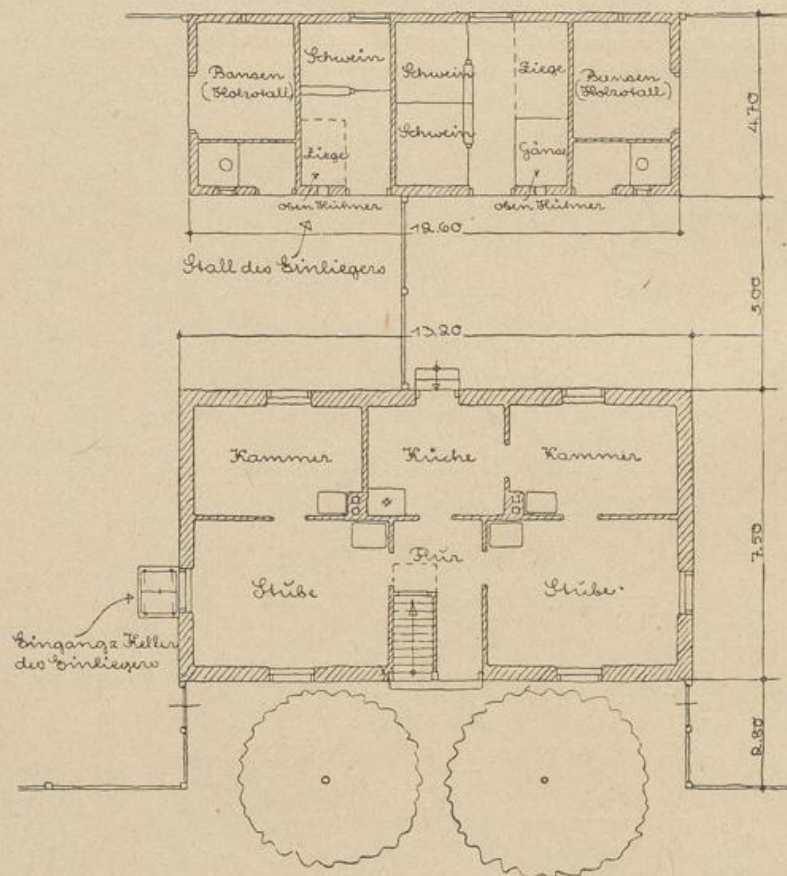 Bansen
(Holzstall)
Schwein
Schwein
Ziege
Bansen
(Holzstall)
Ziege
Schwein
Gänse
4.70
oben Hühner
oben Hühner
12.60
Stall des Einliegers
5.00
13.20
Kammer
Küche
Kammer
7.50
Flur
Stube
Stube
Eingang z Keller
des Einliegers
2.80